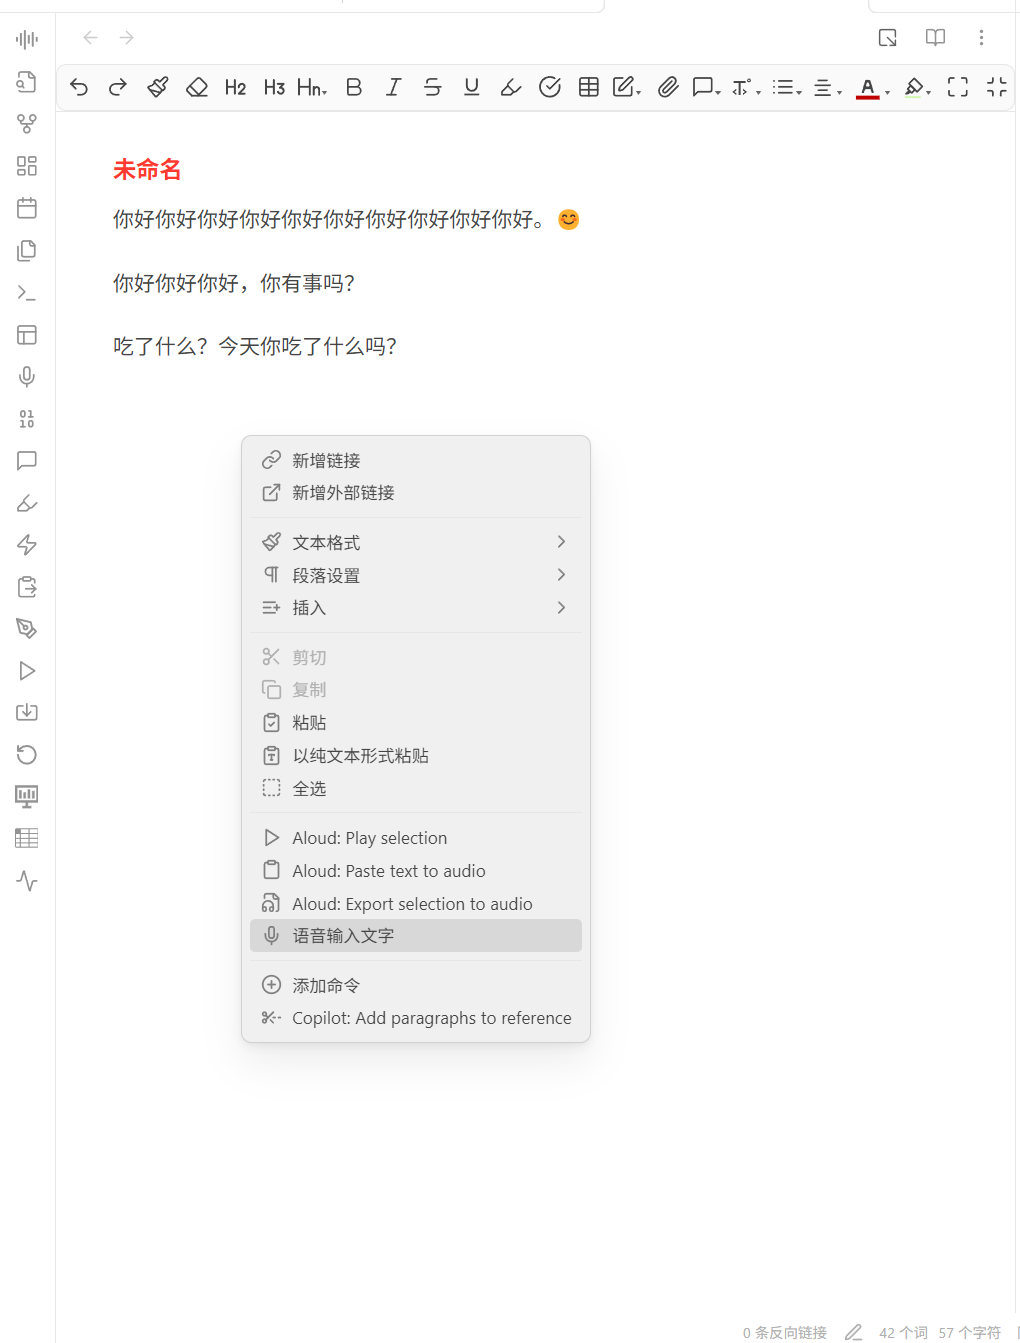 H2 H3 Hn B I S U T A
未命名
你好你好你好你好你好你好你好你好你好你好。😊
你好你好你好，你有事吗？
吃了什么？今天你吃了什么吗？
01
10
新增链接
新增外部链接
文本格式
段落设置
插入
剪切
复制
粘贴
以纯文本形式粘贴
全选
Aloud: Play selection
Aloud: Paste text to audio
Aloud: Export selection to audio
语音输入文字
添加命令
Copilot: Add paragraphs to reference
0 条反向链接 42 个词 57 个字符